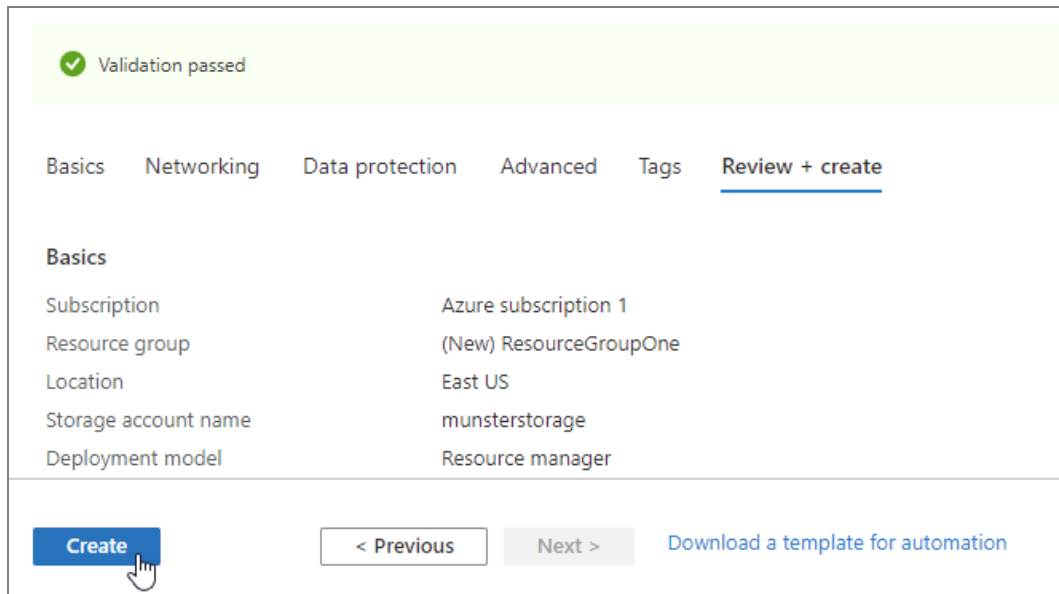 Validation passed
Basics Networking Data protection Advanced Tags Review + create
Basics
Subscription Azure subscription 1
Resource group (New) ResourceGroupOne
Location East US
Storage account name munsterstorage
Deployment model Resource manager
Create < Previous Next > Download a template for automation